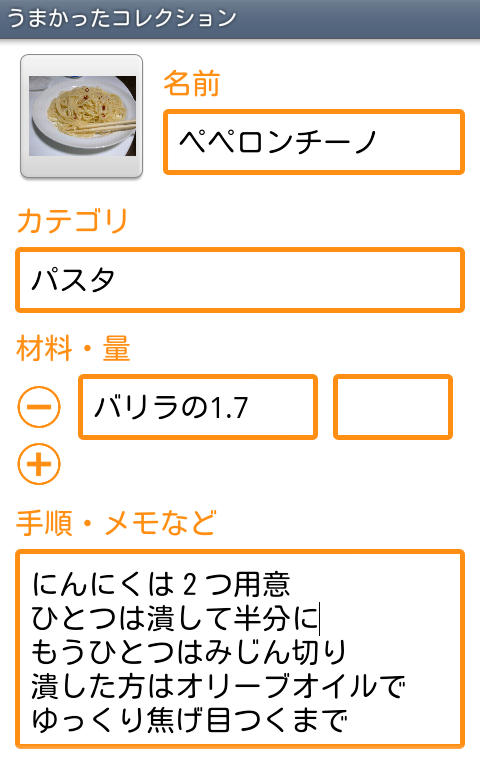 うまかったコレクション
名前
ペペロンチーノ
カテゴリ
パスタ
材料・量
バリラの1.7
手順・メモなど
にんにくは２つ用意
ひとつは潰して半分に
もうひとつはみじん切り
潰した方はオリーブオイルで
ゆっくり焦げ目つくまで